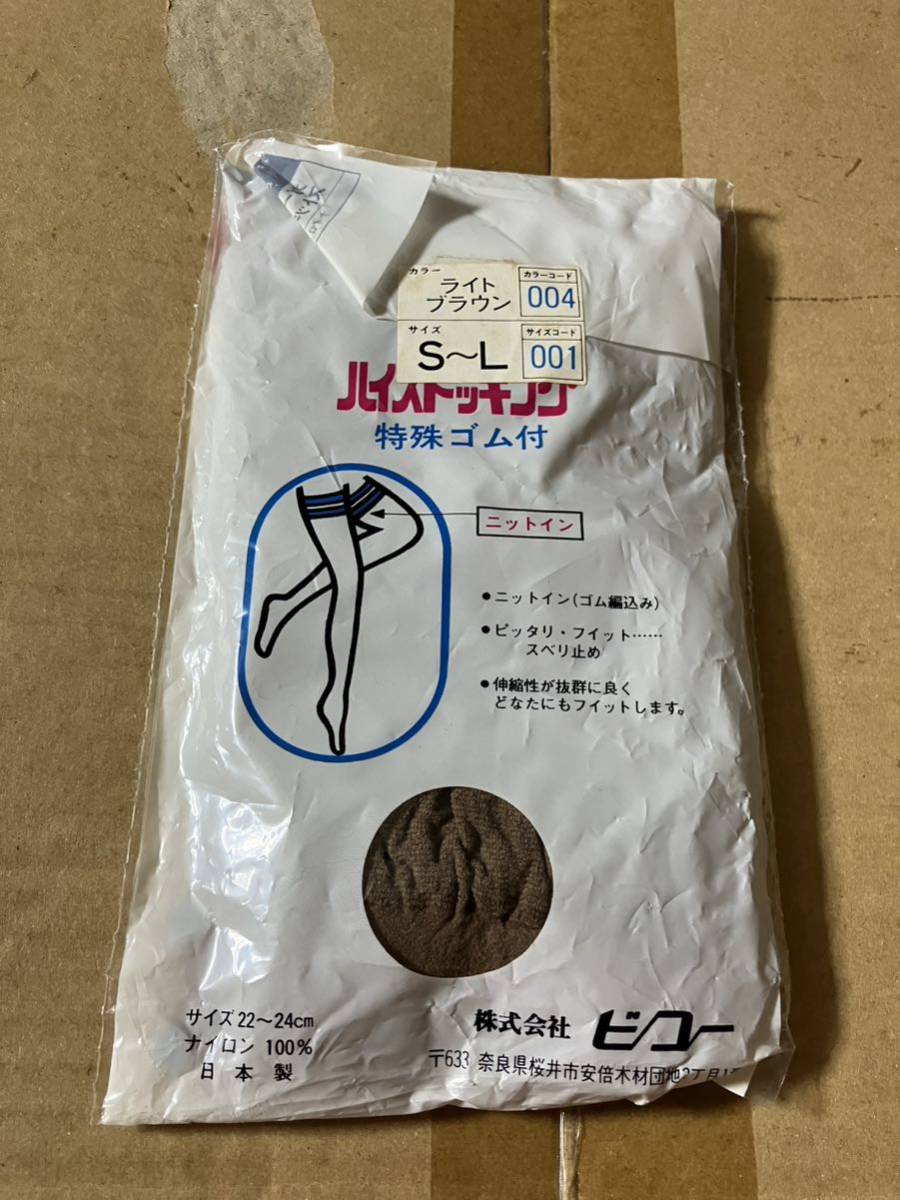 カラー
ライト
ブラウン
カラーコード
004
サイズ
S～L
サイズコード
001
ハイストッキング
特殊ゴム付
ニットイン
●ニットイン(ゴム編込み)
●ピッタリ・フイット……
スベリ止め
●伸縮性が抜群に良く
どなたにもフイットします。
サイズ22～24cm
ナイロン 100%
日本製
株式会社 ビコー
〒633 奈良県桜井市安倍木材団地2丁目1